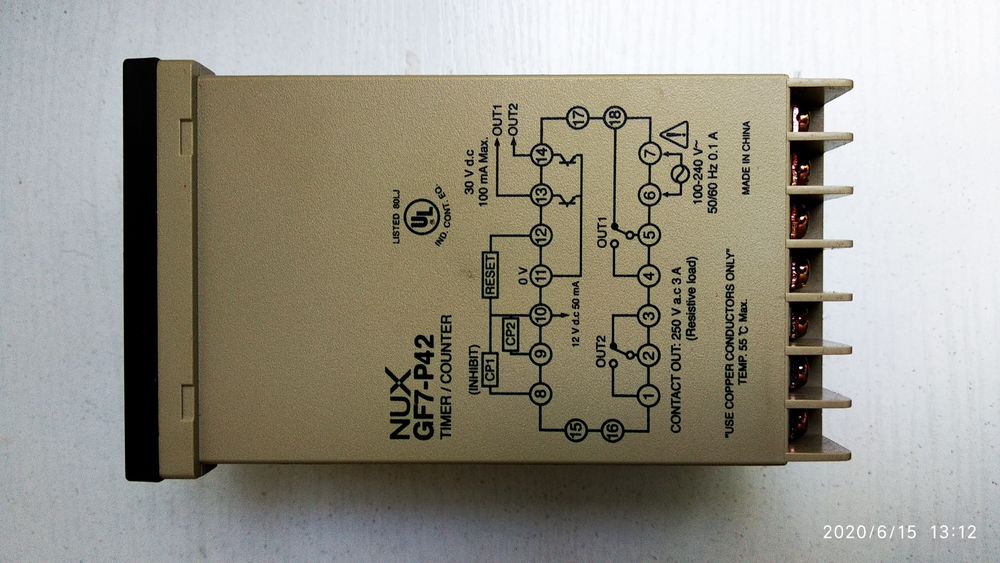 NUX
GF7-P42
TIMER / COUNTER
LISTED 80LJ
UL
IND. CONT. EQ.
(INHIBIT)
CP1
CP2
RESET
30 V d.c
100 mA Max.
OUT1
OUT2
0 V
8 9 10 11 12 13 14
12 V d.c 50 mA
15 17
16 18
OUT2 OUT1
1 2 3 4 5 6 7
CONTACT OUT: 250 V a.c 3 A
(Resistive load)
100-240 V~
50/60 Hz 0.1 A
"USE COPPER CONDUCTORS ONLY"
TEMP. 55 ℃ Max.
MADE IN CHINA
2020/6/15 13:12